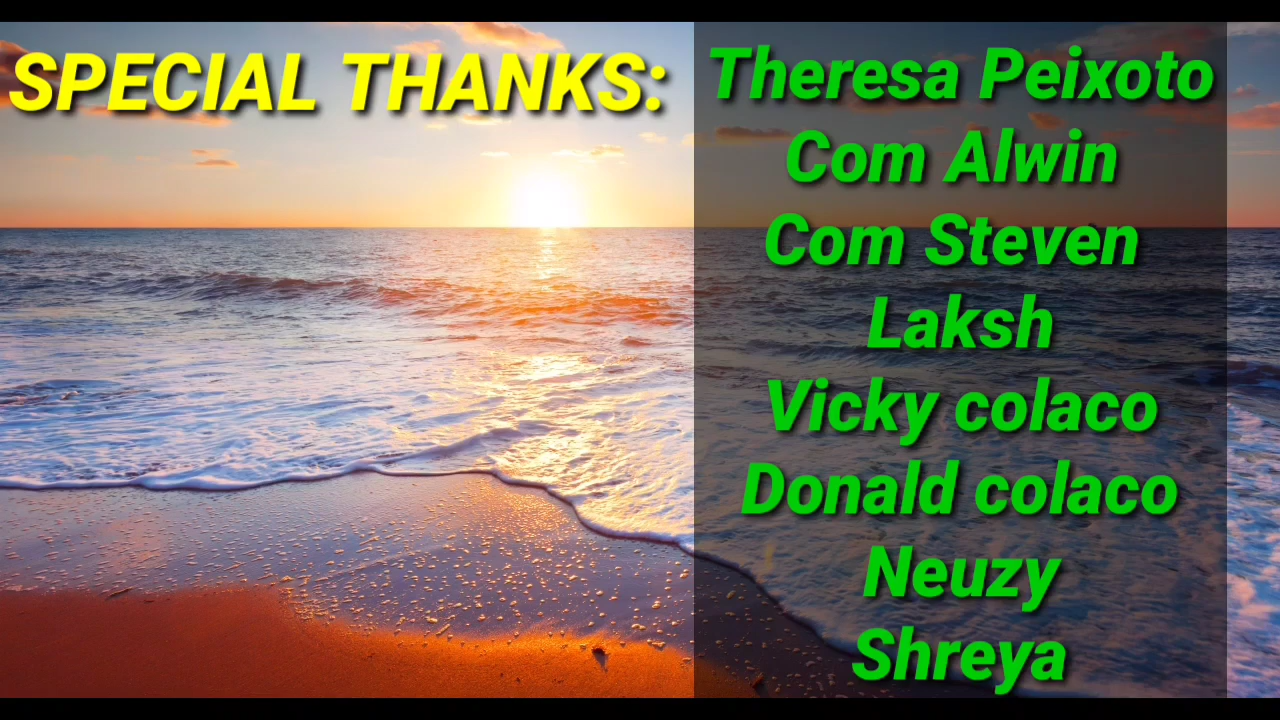 SPECIAL THANKS:
Theresa Peixoto
Com Alwin
Com Steven
Laksh
Vicky colaco
Donald colaco
Neuzy
Shreya